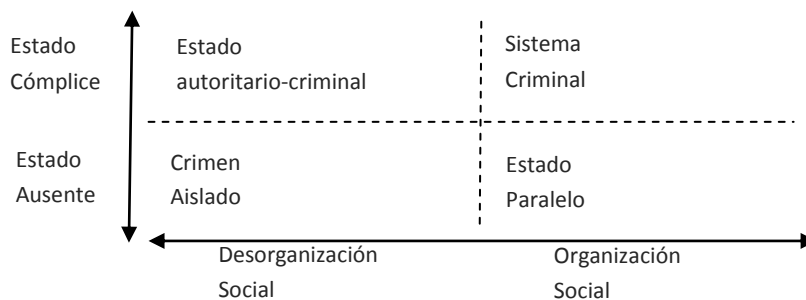 Estado
Cómplice
Estado
autoritario-criminal
Sistema
Criminal
Estado
Ausente
Crimen
Aislado
Estado
Paralelo
Desorganización
Social
Organización
Social